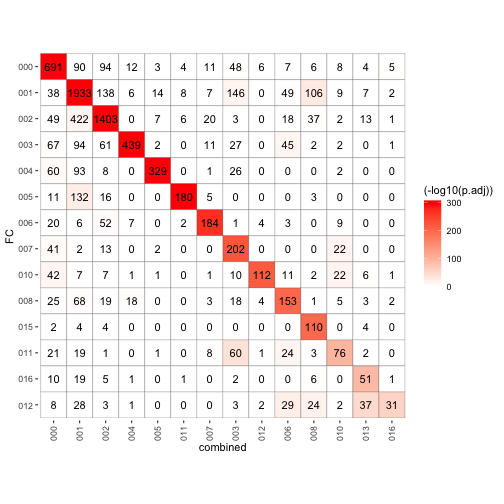 000 691 90 94 12 3 4 11 48 6 7 6 8 4 5
001 38 1933 138 6 14 8 7 146 0 49 106 9 7 2
002 49 422 1403 0 7 6 20 3 0 18 37 2 13 1
003 67 94 61 439 2 0 11 27 0 45 2 2 0 0
004 60 93 8 0 329 0 1 26 0 0 0 2 0 0
005 11 132 16 0 0 180 5 0 0 0 3 0 0 0
006 20 6 52 7 0 2 184 1 4 3 0 9 0 0
007 41 2 13 0 2 0 0 202 0 0 0 22 0 0
010 42 7 7 1 1 0 1 10 112 11 2 22 6 1
008 25 68 19 18 0 0 3 18 4 153 1 5 3 2
015 2 4 4 0 0 0 0 0 0 0 110 0 4 0
011 21 19 1 0 1 0 8 60 1 24 3 76 2 0
016 10 19 5 1 0 1 0 2 0 0 6 0 51 1
012 8 28 3 1 0 0 0 3 2 29 24 2 37 31
000 001 002 004 005 011 007 003 012 006 008 010 013 016
combined
FC
(-log10(p.adj))
300
200
100
0